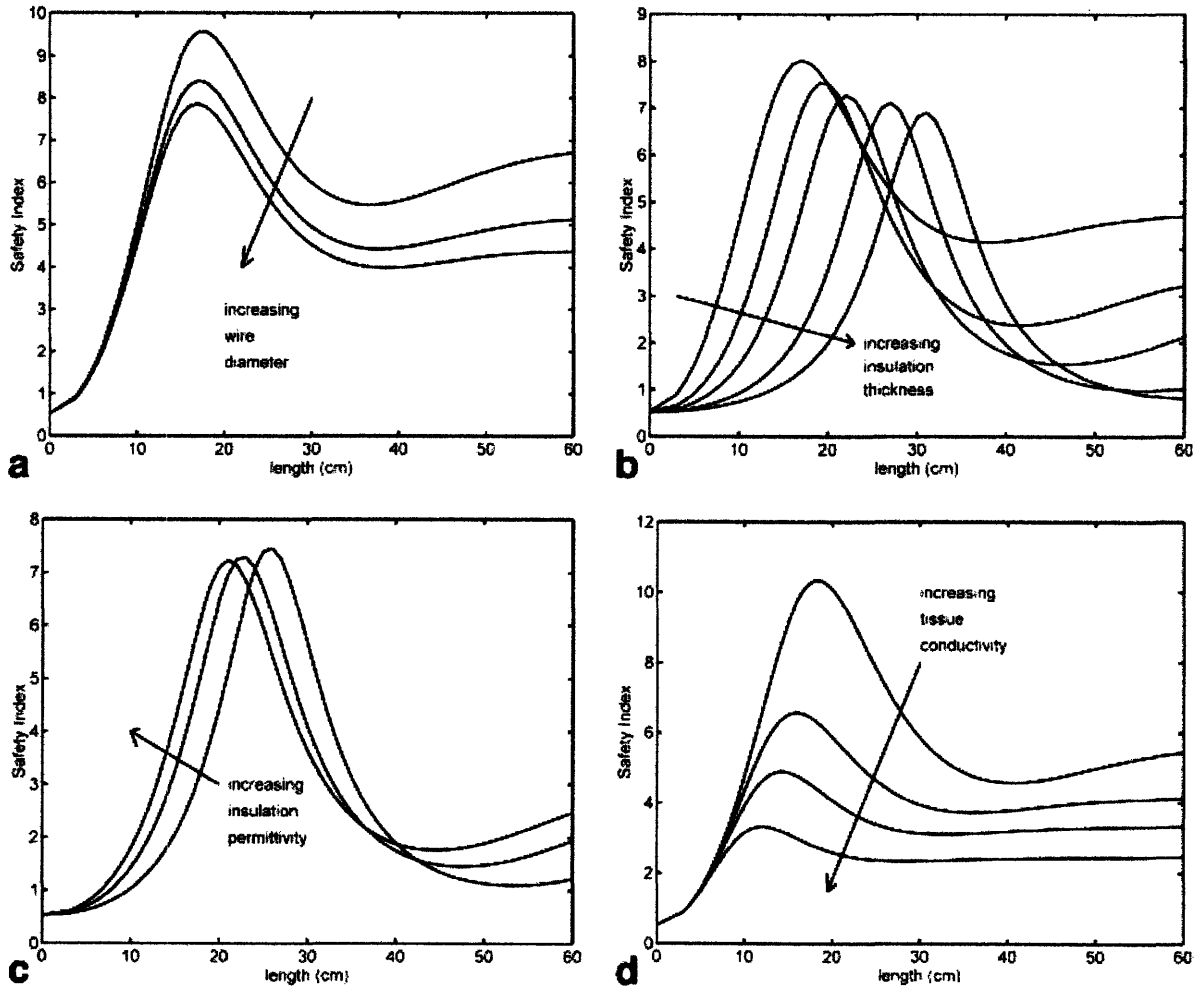 10
9
8
7
6
5
4
3
2
1
0
Safety Index
increasing
wire
diameter
0 10 20 30 40 50 60
length (cm)
a
9
8
7
6
5
4
3
2
1
0
Safety Index
increasing
insulation
thickness
0 10 20 30 40 50 60
length (cm)
b
8
7
6
5
4
3
2
1
0
Safety Index
increasing
insulation
permittivity
0 10 20 30 40 50 60
length (cm)
c
12
10
8
6
4
2
0
Safety Index
increasing
tissue
conductivity
0 10 20 30 40 50 60
length (cm)
d